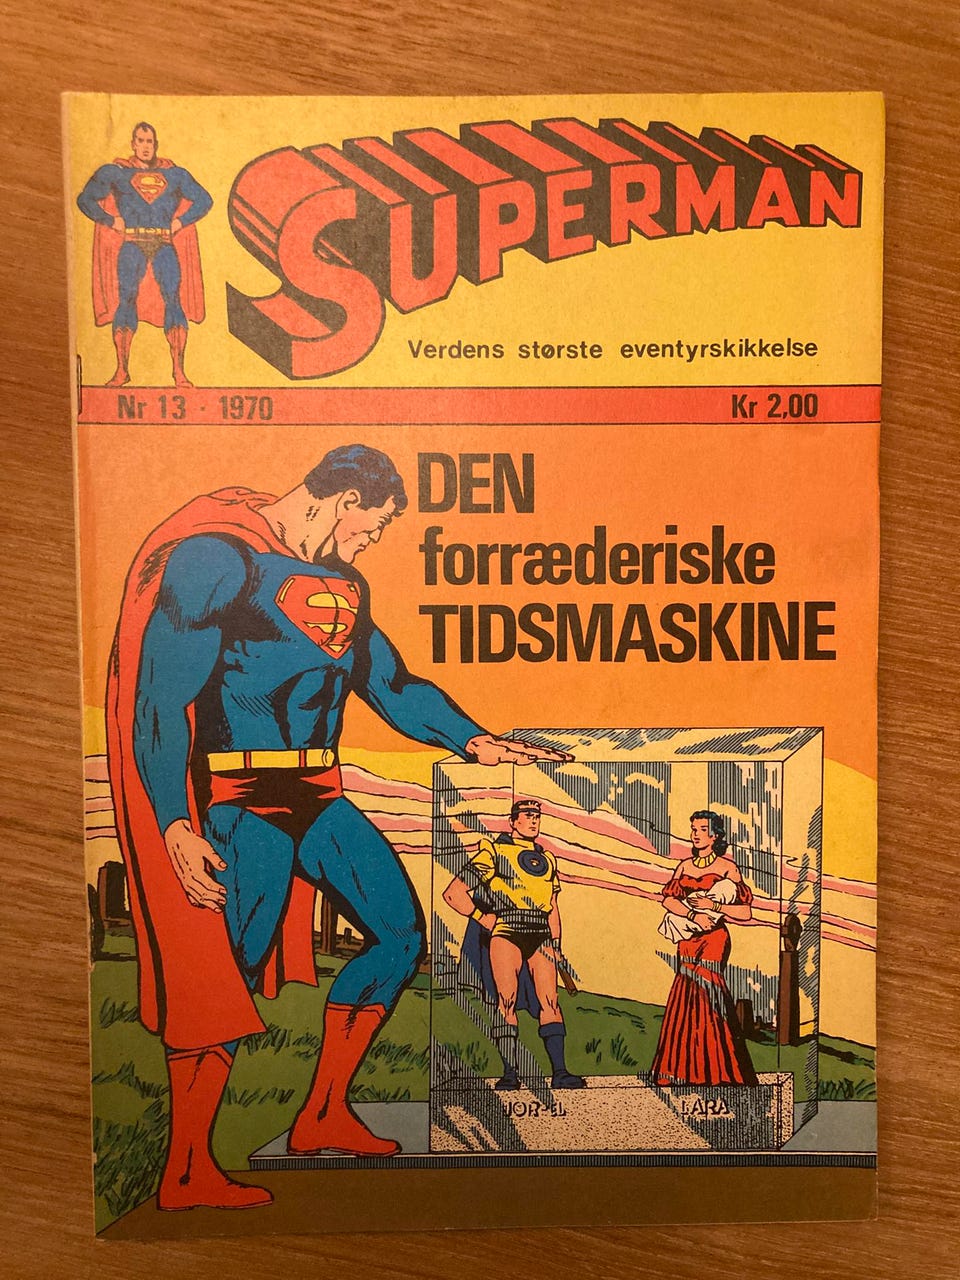 SUPERMAN
Verdens største eventyrskikkelse
Nr 13 · 1970
Kr 2,00
DEN
forræderiske
TIDSMASKINE
JOR-EL
LARA